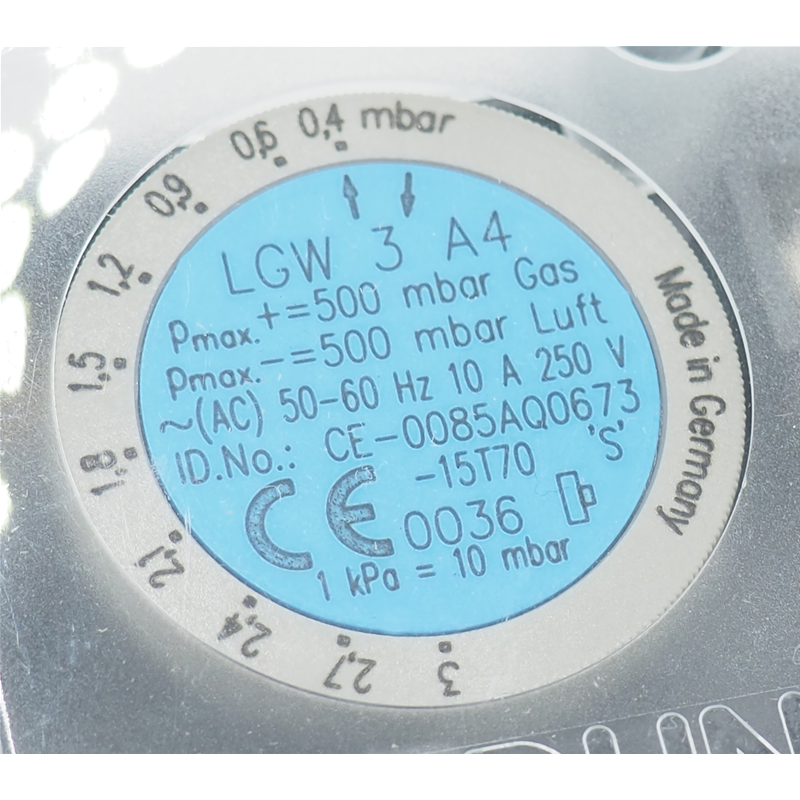 0,4 mbar
0,6
0,9
1,2
1,5
1,8
2,1
2,4
2,7
3
Made in Germany
LGW 3 A4
Pmax.+=500 mbar Gas
Pmax.-=500 mbar Luft
~(AC) 50-60 Hz 10 A 250 V
ID.No.: CE-0085AQ0673
-15T70 'S'
CE 0036
1 kPa = 10 mbar